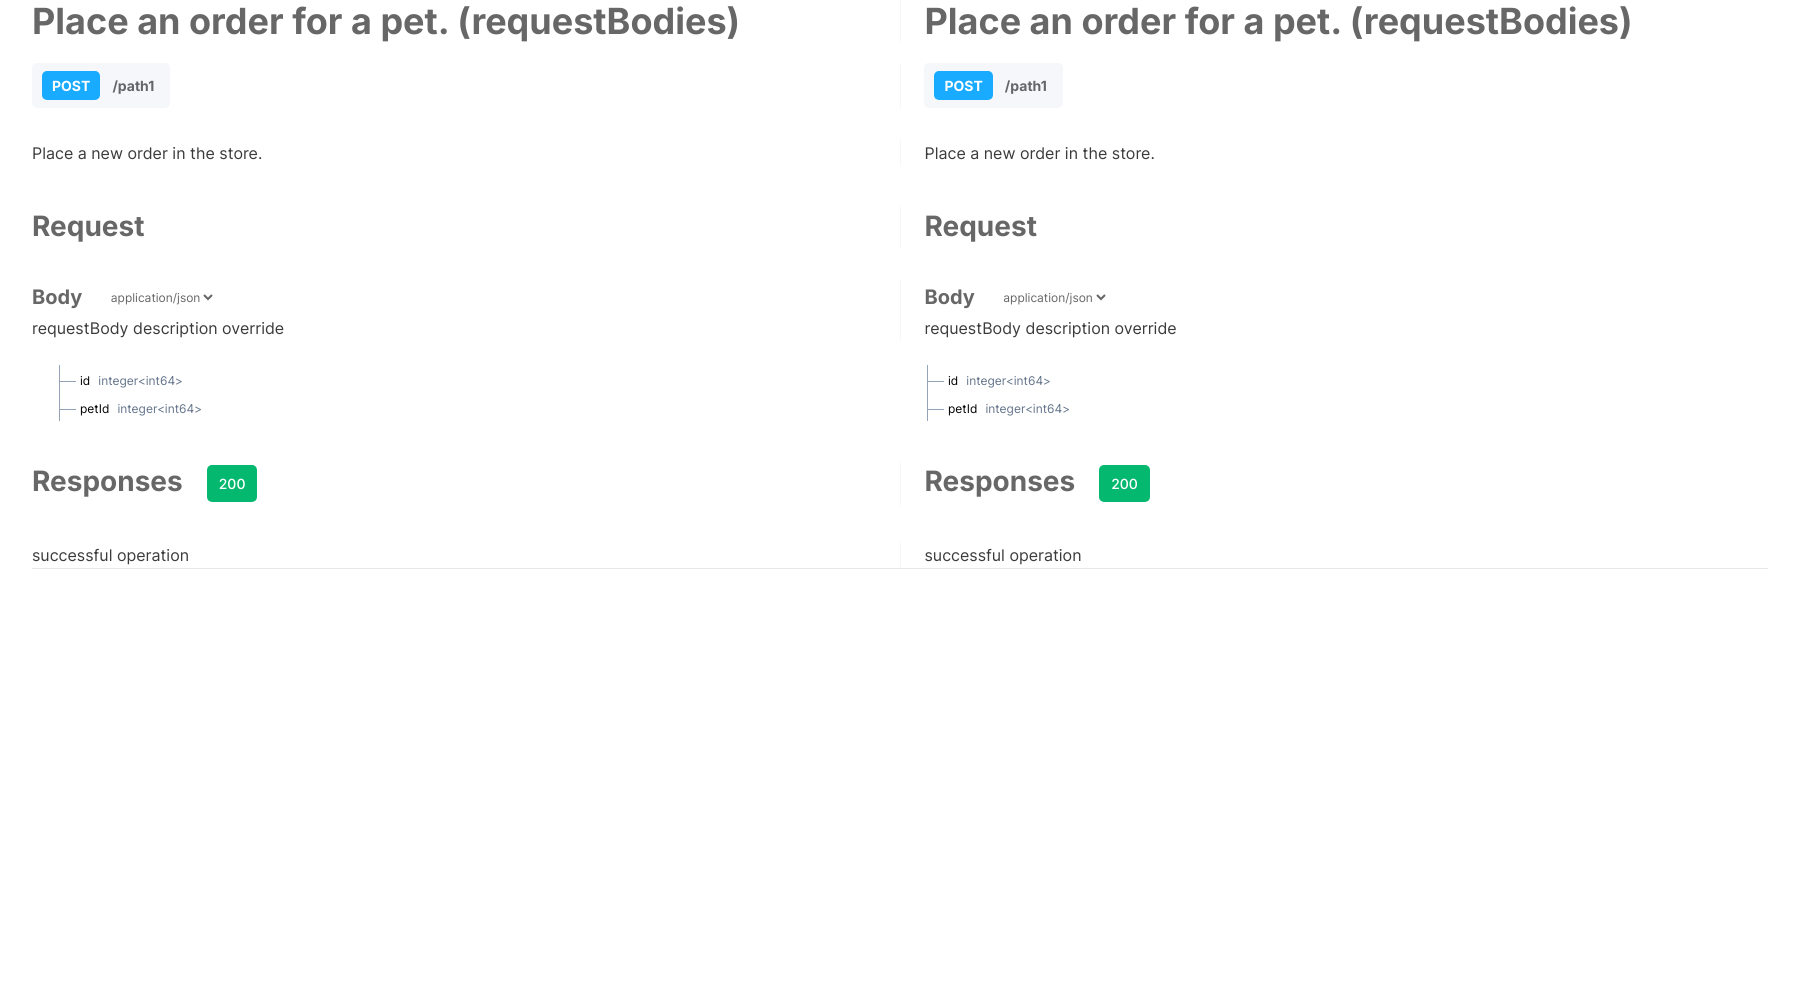 Place an order for a pet. (requestBodies)
POST /path1
Place a new order in the store.
Request
Body application/json
requestBody description override
id integer<int64>
petId integer<int64>
Responses 200
successful operation
Place an order for a pet. (requestBodies)
POST /path1
Place a new order in the store.
Request
Body application/json
requestBody description override
id integer<int64>
petId integer<int64>
Responses 200
successful operation